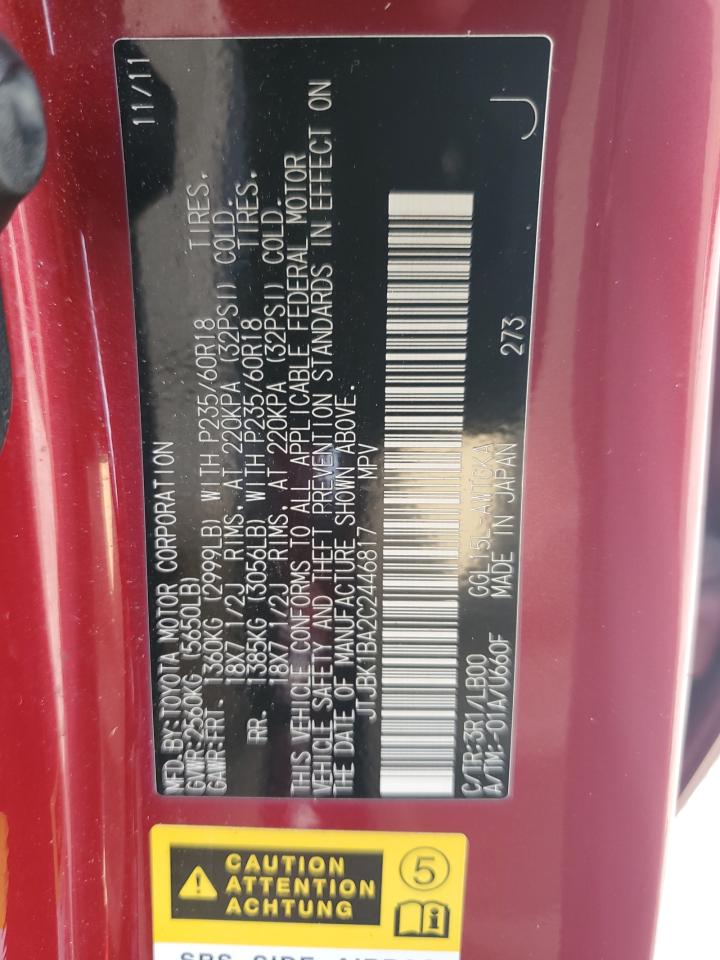 MFD.BY:TOYOTA MOTOR CORPORATION 11/11
GVWR:2560KG (5650LB)
GAWR:FRT. 1360KG (2999LB) WITH P235/60R18 TIRES.
18X7 1/2J RIMS, AT 220KPA (32PSI) COLD.
RR. 1385KG (3056LB) WITH P235/60R18 TIRES.
18X7 1/2J RIMS, AT 220KPA (32PSI) COLD.
THIS VEHICLE CONFORMS TO ALL APPLICABLE FEDERAL MOTOR
VEHICLE SAFETY AND THEFT PREVENTION STANDARDS IN EFFECT ON
THE DATE OF MANUFACTURE SHOWN ABOVE.
JTJBK1BA2C2446817 MPV
C/TR:3R1/LB00 GGL15L-AWTGKA
A/TM:-01A/U660F MADE IN JAPAN 273 J
CAUTION
ATTENTION
ACHTUNG
5
SRS SIDE AIRBAG